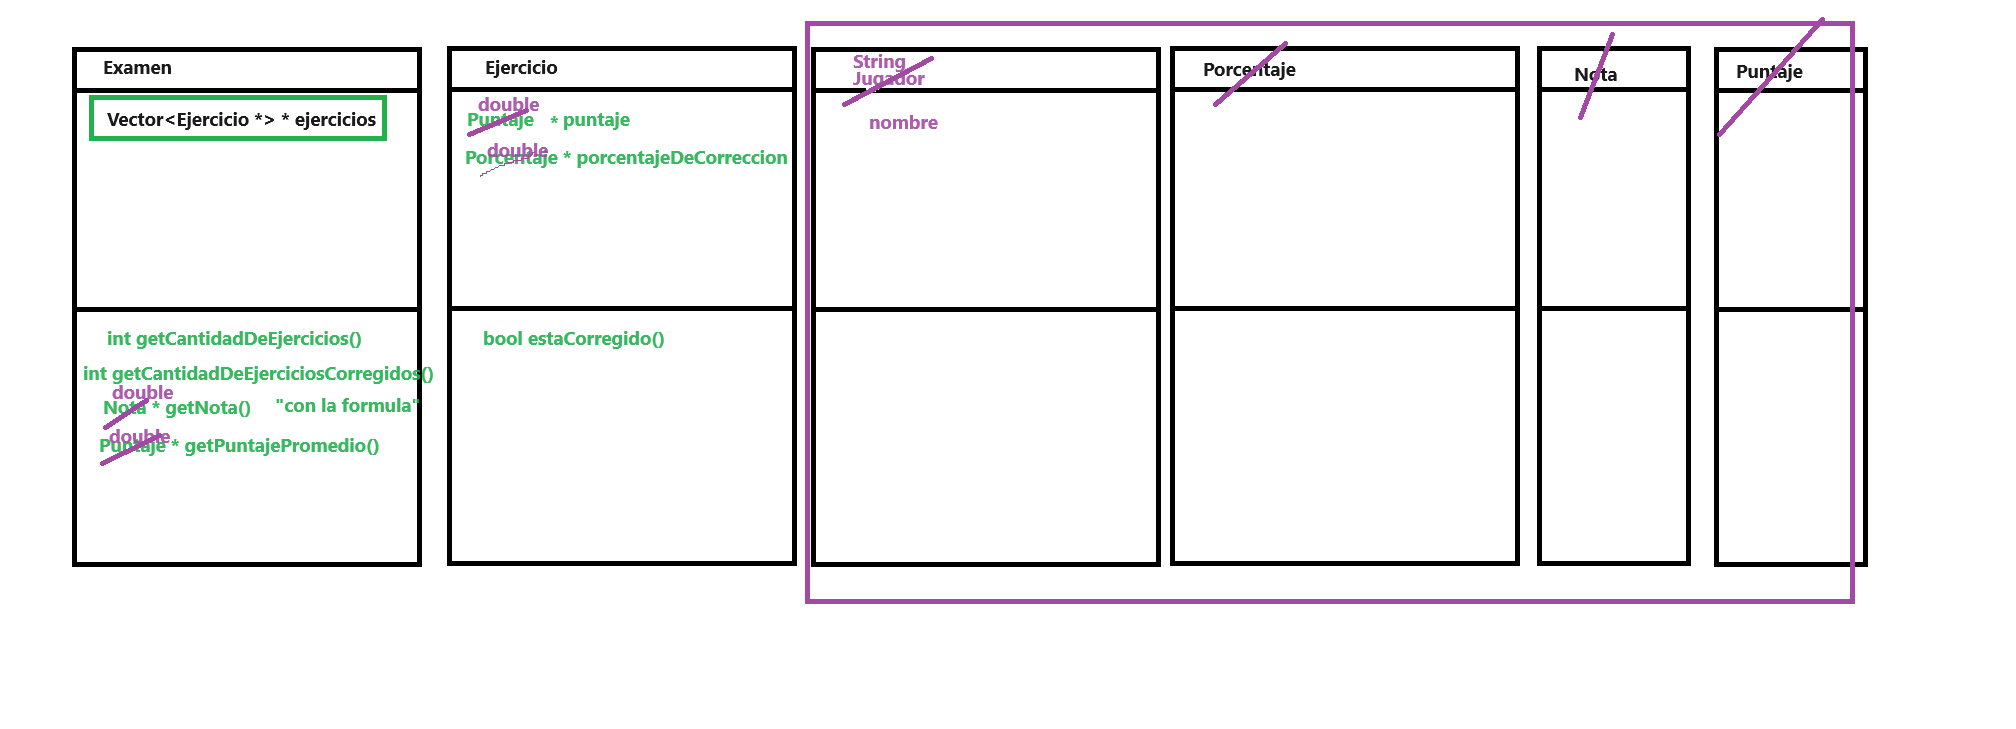 Examen
Vector<Ejercicio *> * ejercicios
int getCantidadDeEjercicios()
int getCantidadDeEjerciciosCorregidos()
double
Nota * getNota() "con la formula"
double
Puntaje * getPuntajePromedio()
Ejercicio
double
Puntaje * puntaje
double
Porcentaje * porcentajeDeCorreccion
bool estaCorregido()
String
Jugador
nombre
Porcentaje
Nota
Puntaje